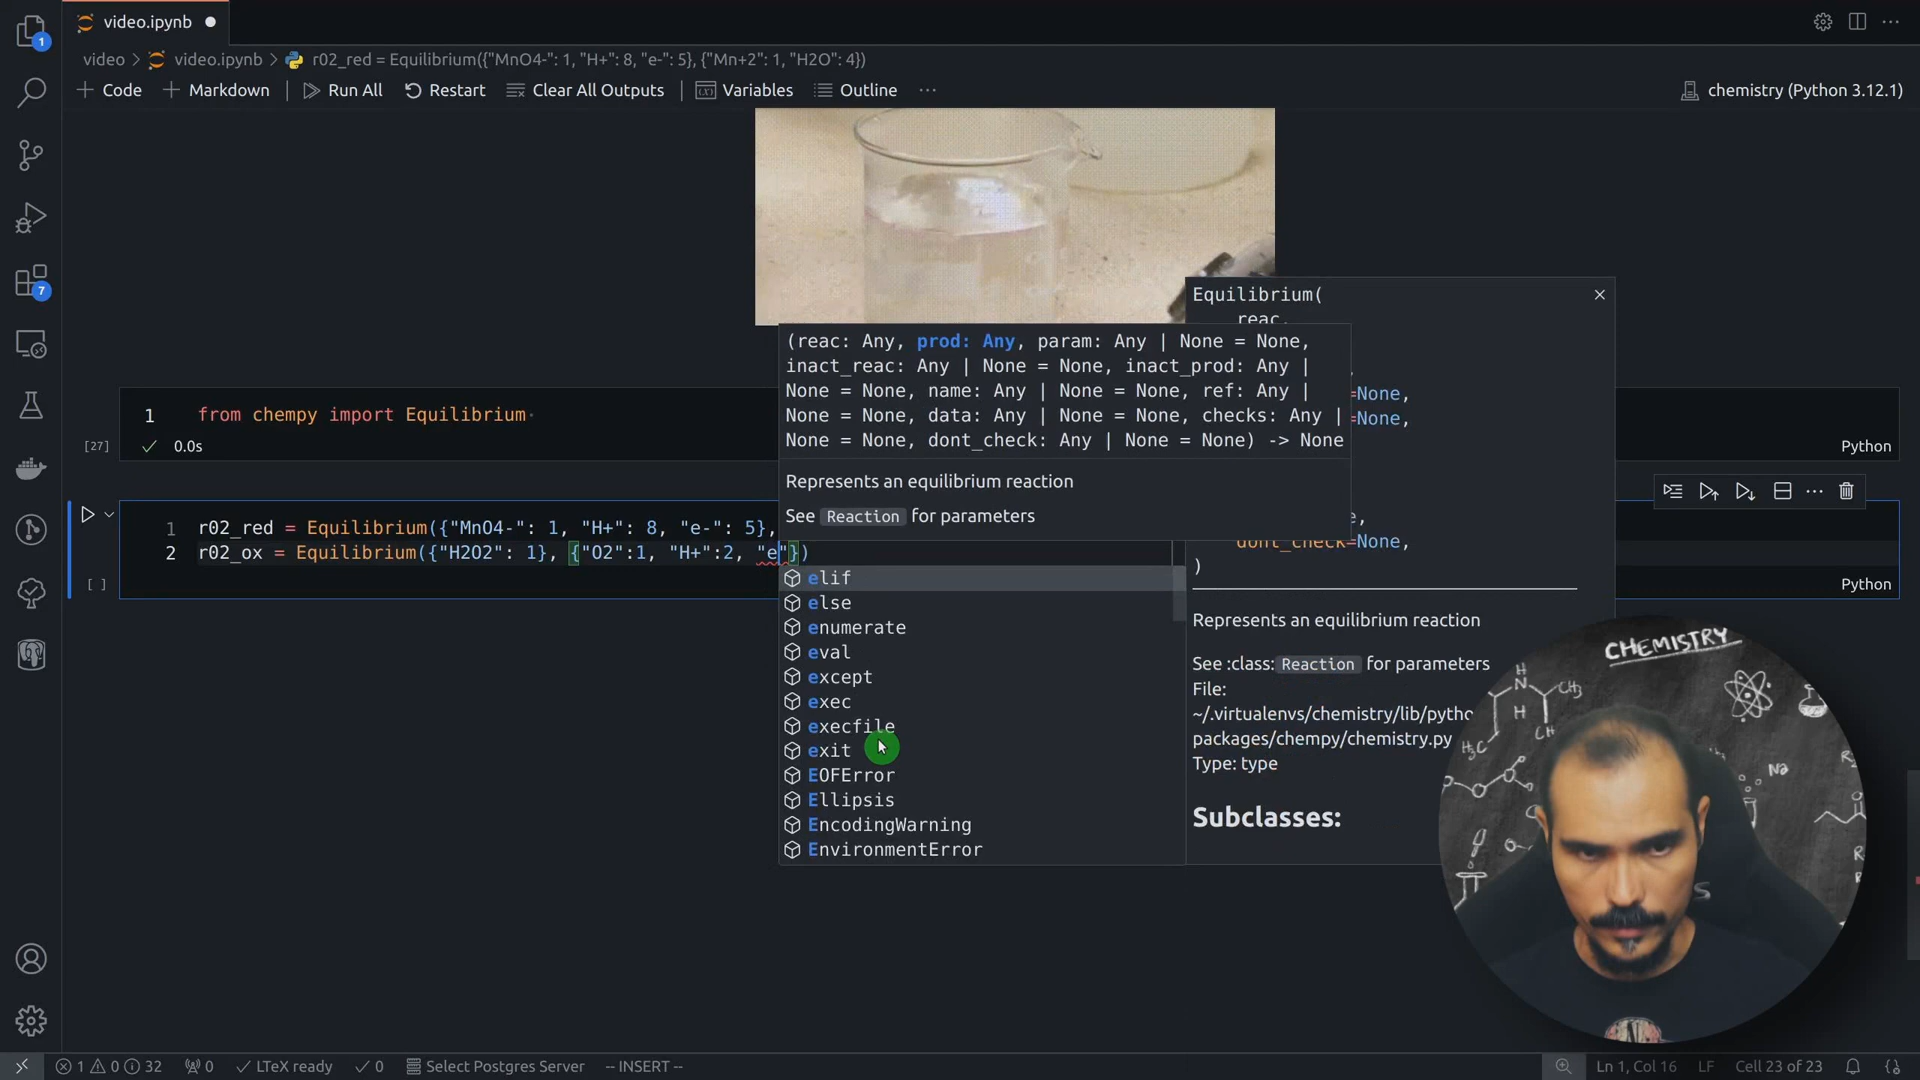 video.ipynb
1
video > video.ipynb > r02_red = Equilibrium({"MnO4-": 1, "H+": 8, "e-": 5}, {"Mn+2": 1, "H2O": 4})
Code
Markdown
Run All
Restart
Clear All Outputs
Variables
Outline
chemistry (Python 3.12.1)
7
Equilibrium(
reac,
=None,
=None,
e,
dont_check=None,
)
Represents an equilibrium reaction
See :class: Reaction for parameters
File:
~/.virtualenvs/chemistry/lib/pytho
packages/chempy/chemistry.py
Type: type
Subclasses:
(reac: Any, prod: Any, param: Any | None = None,
inact_reac: Any | None = None, inact_prod: Any |
None = None, name: Any | None = None, ref: Any |
None = None, data: Any | None = None, checks: Any |
None = None, dont_check: Any | None = None) -> None
Represents an equilibrium reaction
See Reaction for parameters
1 from chempy import Equilibrium
[27] 0.0s
Python
1 r02_red = Equilibrium({"MnO4-": 1, "H+": 8, "e-": 5},
2 r02_ox = Equilibrium({"H2O2": 1}, {"O2":1, "H+":2, "e"})
[ ]
Python
elif
else
enumerate
eval
except
exec
execfile
exit
EOFError
Ellipsis
EncodingWarning
EnvironmentError
CHEMISTRY
H
N
H
CH3
H3C
Na
1 0 32
0
LTeX ready
0
Select Postgres Server
-- INSERT --
Ln 1, Col 16
LF
Cell 23 of 23